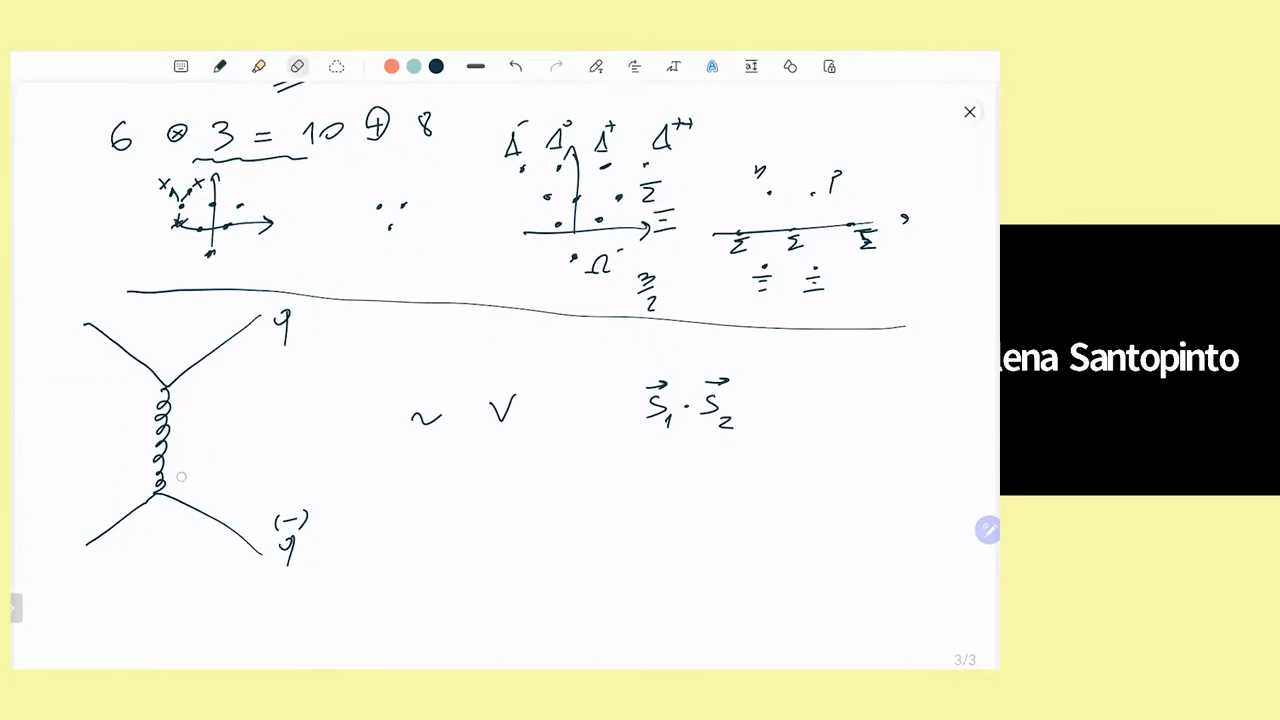 6 ⊗ 3 = 10 ⊕ 8
Δ⁻ Δ⁰ Δ⁺ Δ⁺⁺
x x
Σ
Ξ
Ω⁻
3/2
n p
Σ Σ Σ ,
Ξ Ξ
q
~ V S⃗₁ · S⃗₂
(−)
q
lena Santopinto
3/3